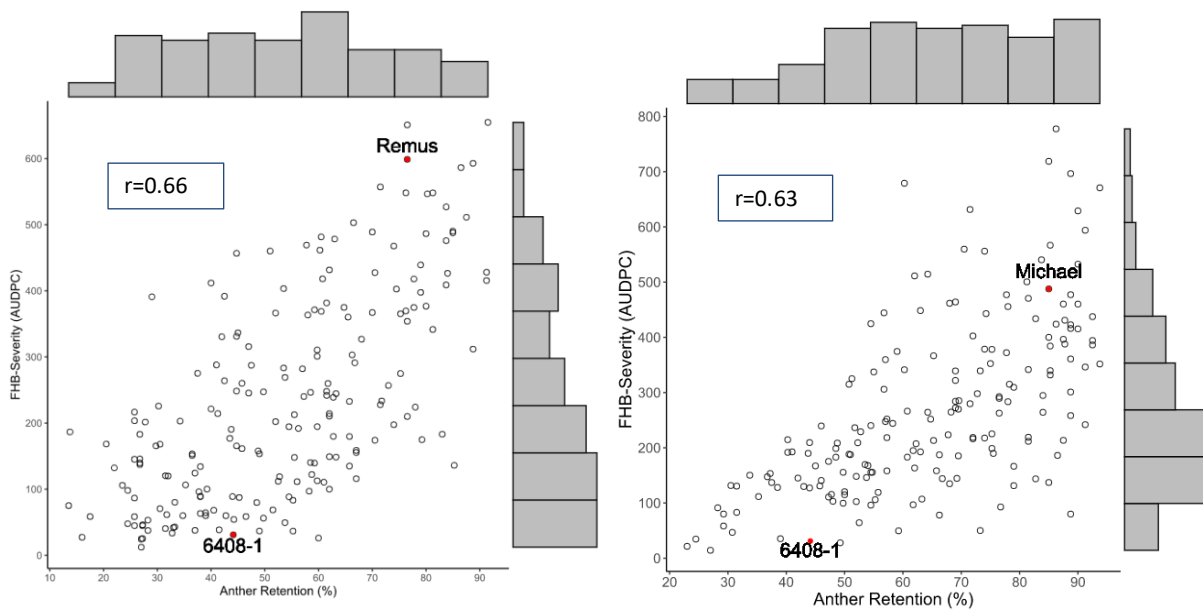 Remus
r=0.66
6408-1
FHB-Severity (AUDPC)
600
500
400
300
200
100
0
10 20 30 40 50 60 70 80 90
Anther Retention (%)
Michael
r=0.63
6408-1
FHB-Severity (AUDPC)
800
700
600
500
400
300
200
100
0
20 30 40 50 60 70 80 90
Anther Retention (%)